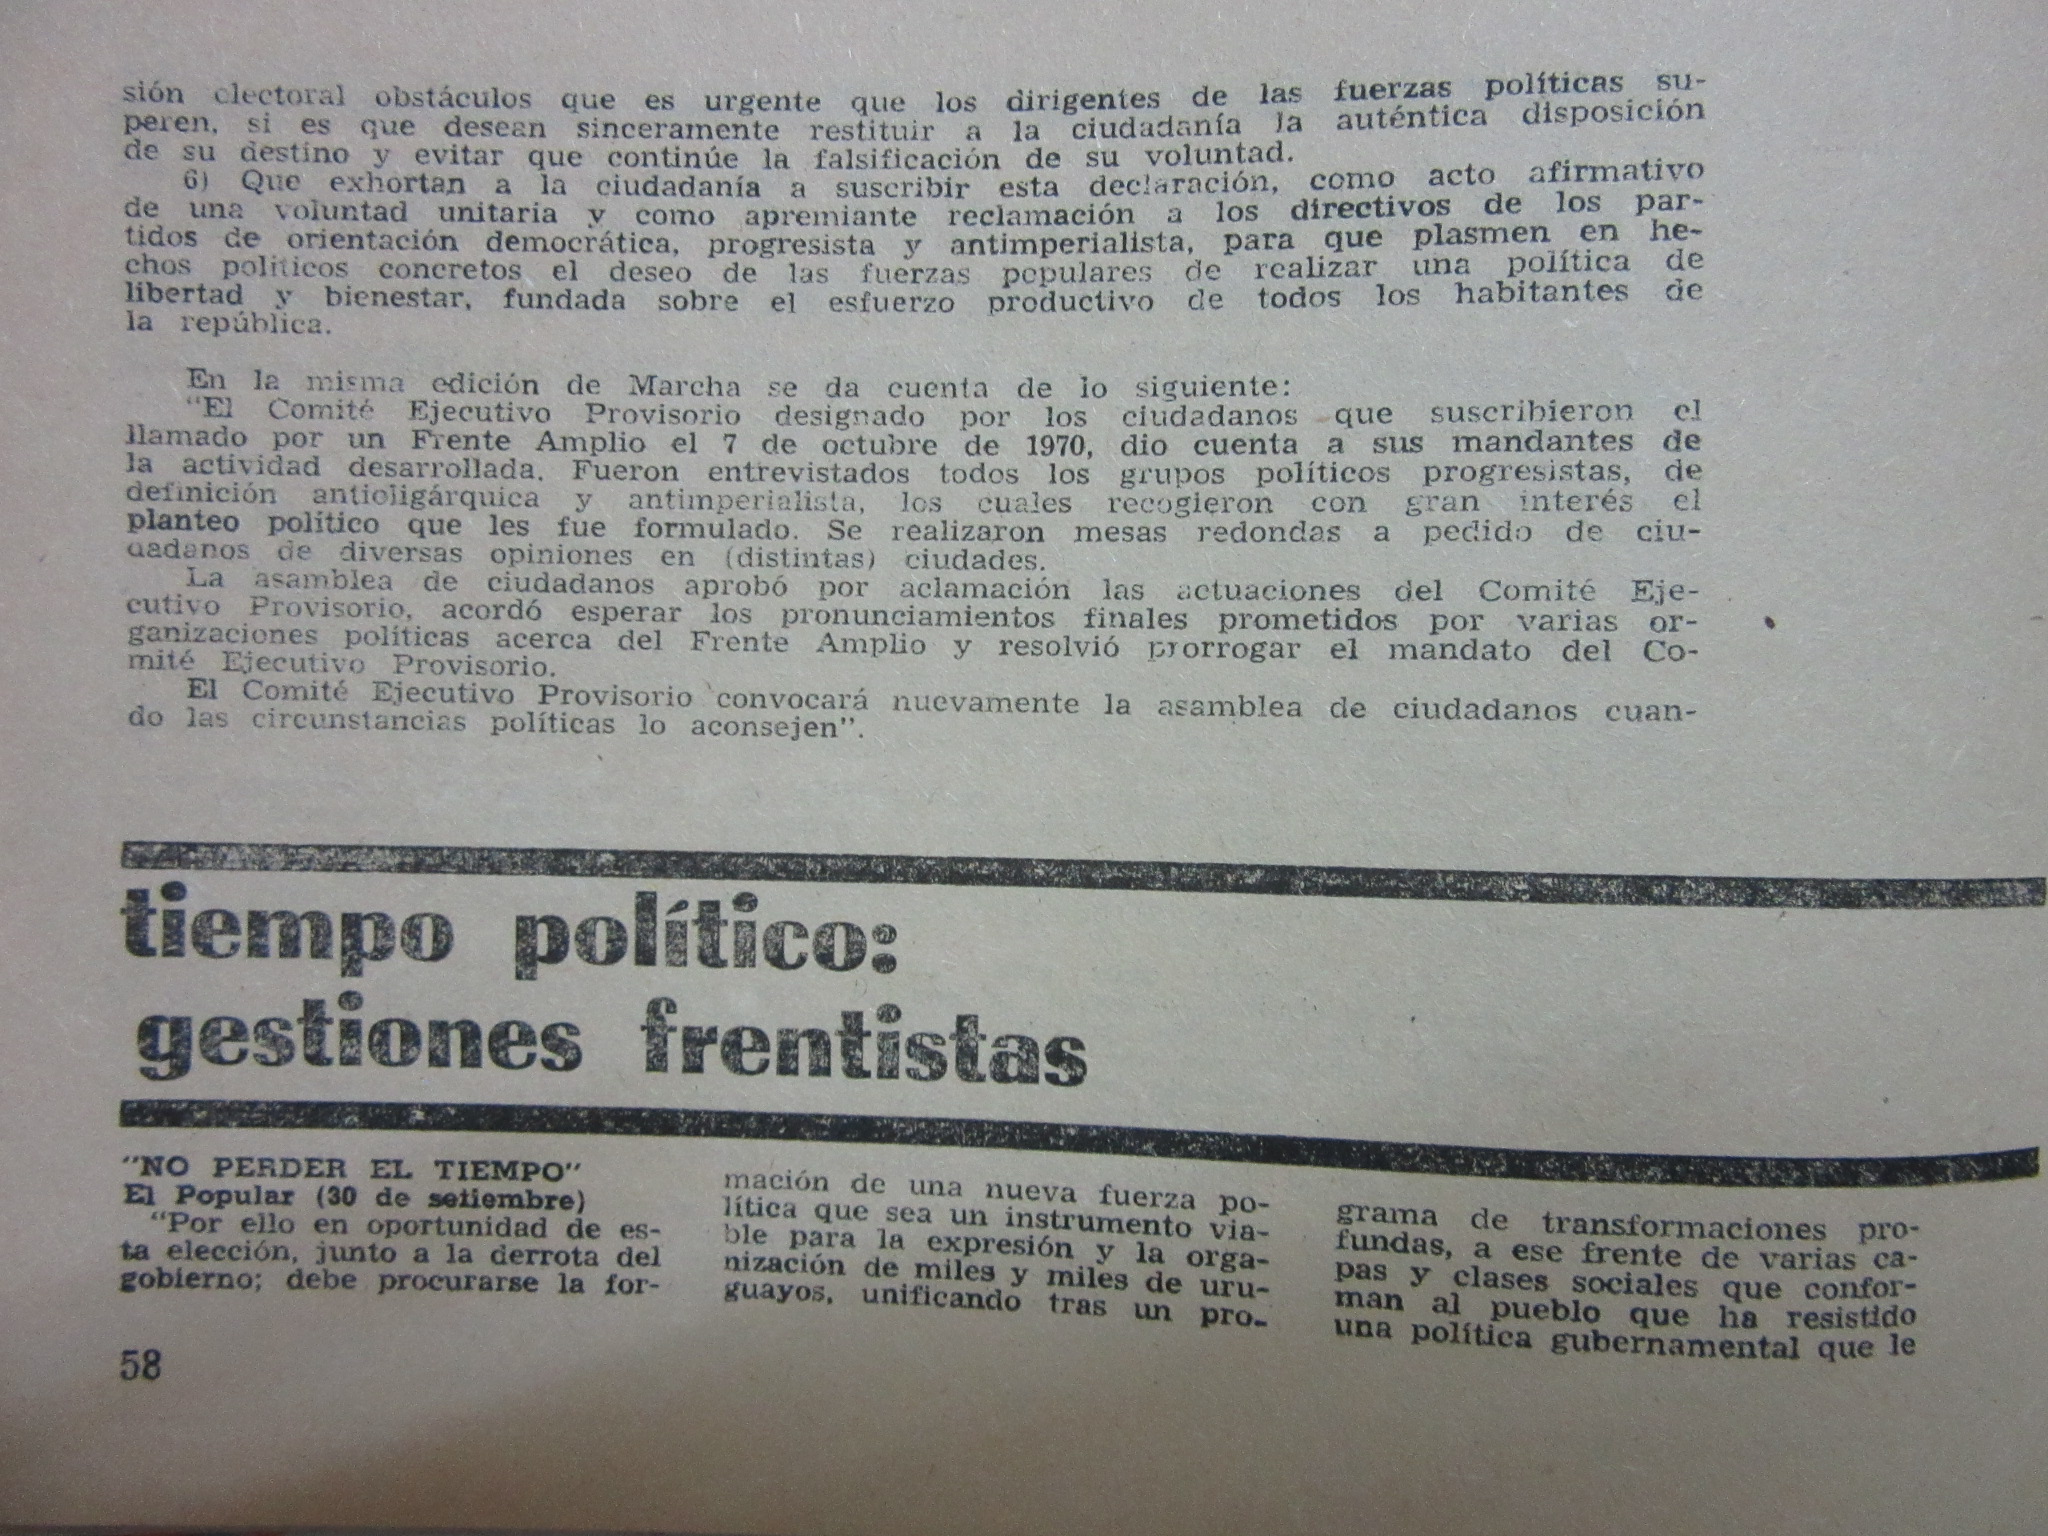 sión electoral obstáculos que es urgente que los dirigentes de las fuerzas políticas su-
peren, si es que desean sinceramente restituir a la ciudadanía la auténtica disposición
de su destino y evitar que continúe la falsificación de su voluntad.
6) Que exhortan a la ciudadanía a suscribir esta declaración, como acto afirmativo
de una voluntad unitaria y como apremiante reclamación a los directivos de los par-
tidos de orientación democrática, progresista y antimperialista, para que plasmen en he-
chos políticos concretos el deseo de las fuerzas populares de realizar una política de
libertad y bienestar, fundada sobre el esfuerzo productivo de todos los habitantes de
la república.
En la misma edición de Marcha se da cuenta de lo siguiente:
"El Comité Ejecutivo Provisorio designado por los ciudadanos que suscribieron el
llamado por un Frente Amplio el 7 de octubre de 1970, dio cuenta a sus mandantes de
la actividad desarrollada. Fueron entrevistados todos los grupos políticos progresistas, de
definición antioligárquica y antimperialista, los cuales recogieron con gran interés el
planteo político que les fue formulado. Se realizaron mesas redondas a pedido de ciu-
dadanos de diversas opiniones en (distintas) ciudades.
La asamblea de ciudadanos aprobó por aclamación las actuaciones del Comité Eje-
cutivo Provisorio, acordó esperar los pronunciamientos finales prometidos por varias or-
ganizaciones políticas acerca del Frente Amplio y resolvió prorrogar el mandato del Co-
mité Ejecutivo Provisorio.
El Comité Ejecutivo Provisorio convocará nuevamente la asamblea de ciudadanos cuan-
do las circunstancias políticas lo aconsejen".
tiempo político:
gestiones frentistas
"NO PERDER EL TIEMPO"
El Popular (30 de setiembre)
"Por ello en oportunidad de es-
ta elección, junto a la derrota del
gobierno; debe procurarse la for-
mación de una nueva fuerza po-
lítica que sea un instrumento via-
ble para la expresión y la orga-
nización de miles y miles de uru-
guayos, unificando tras un pro-
grama de transformaciones pro-
fundas, a ese frente de varias ca-
pas y clases sociales que confor-
man al pueblo que ha resistido
una política gubernamental que le
58